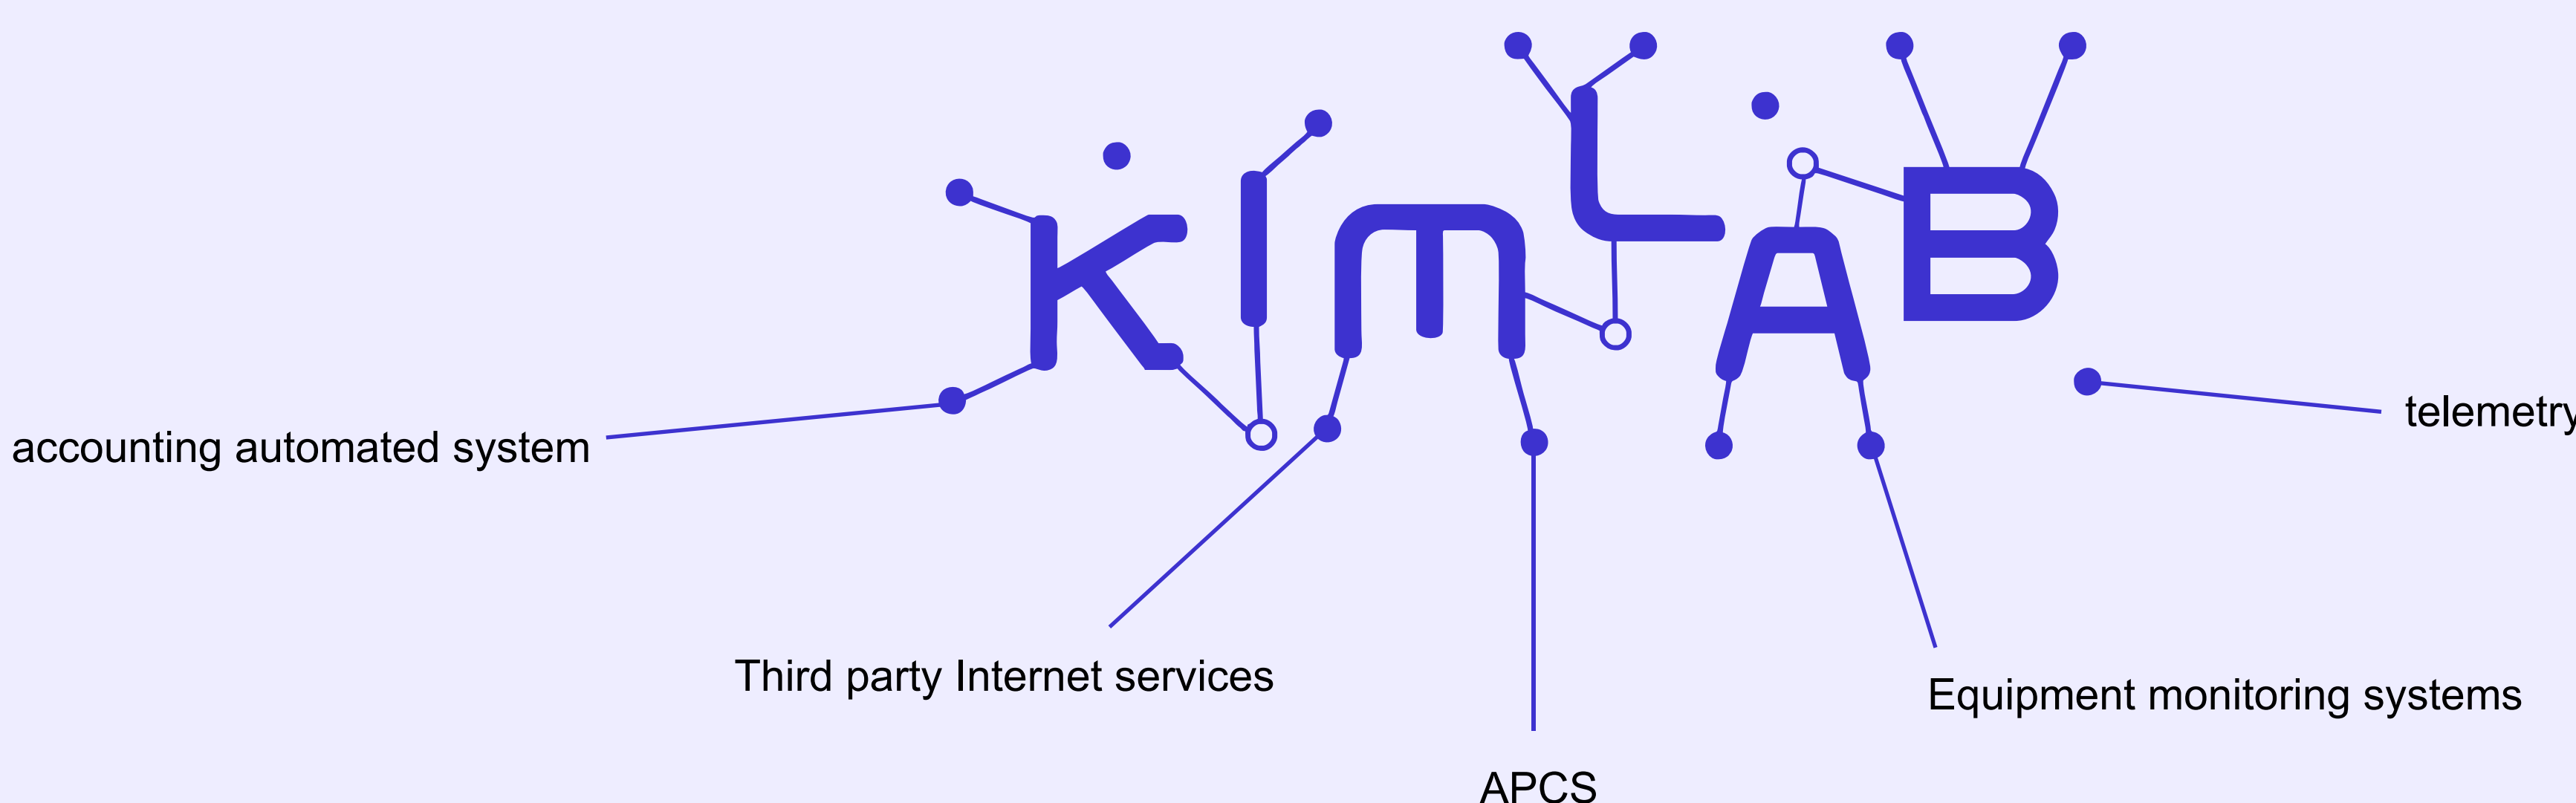 KIMLAB
telemetry
accounting automated system
Third party Internet services
Equipment monitoring systems
APCS